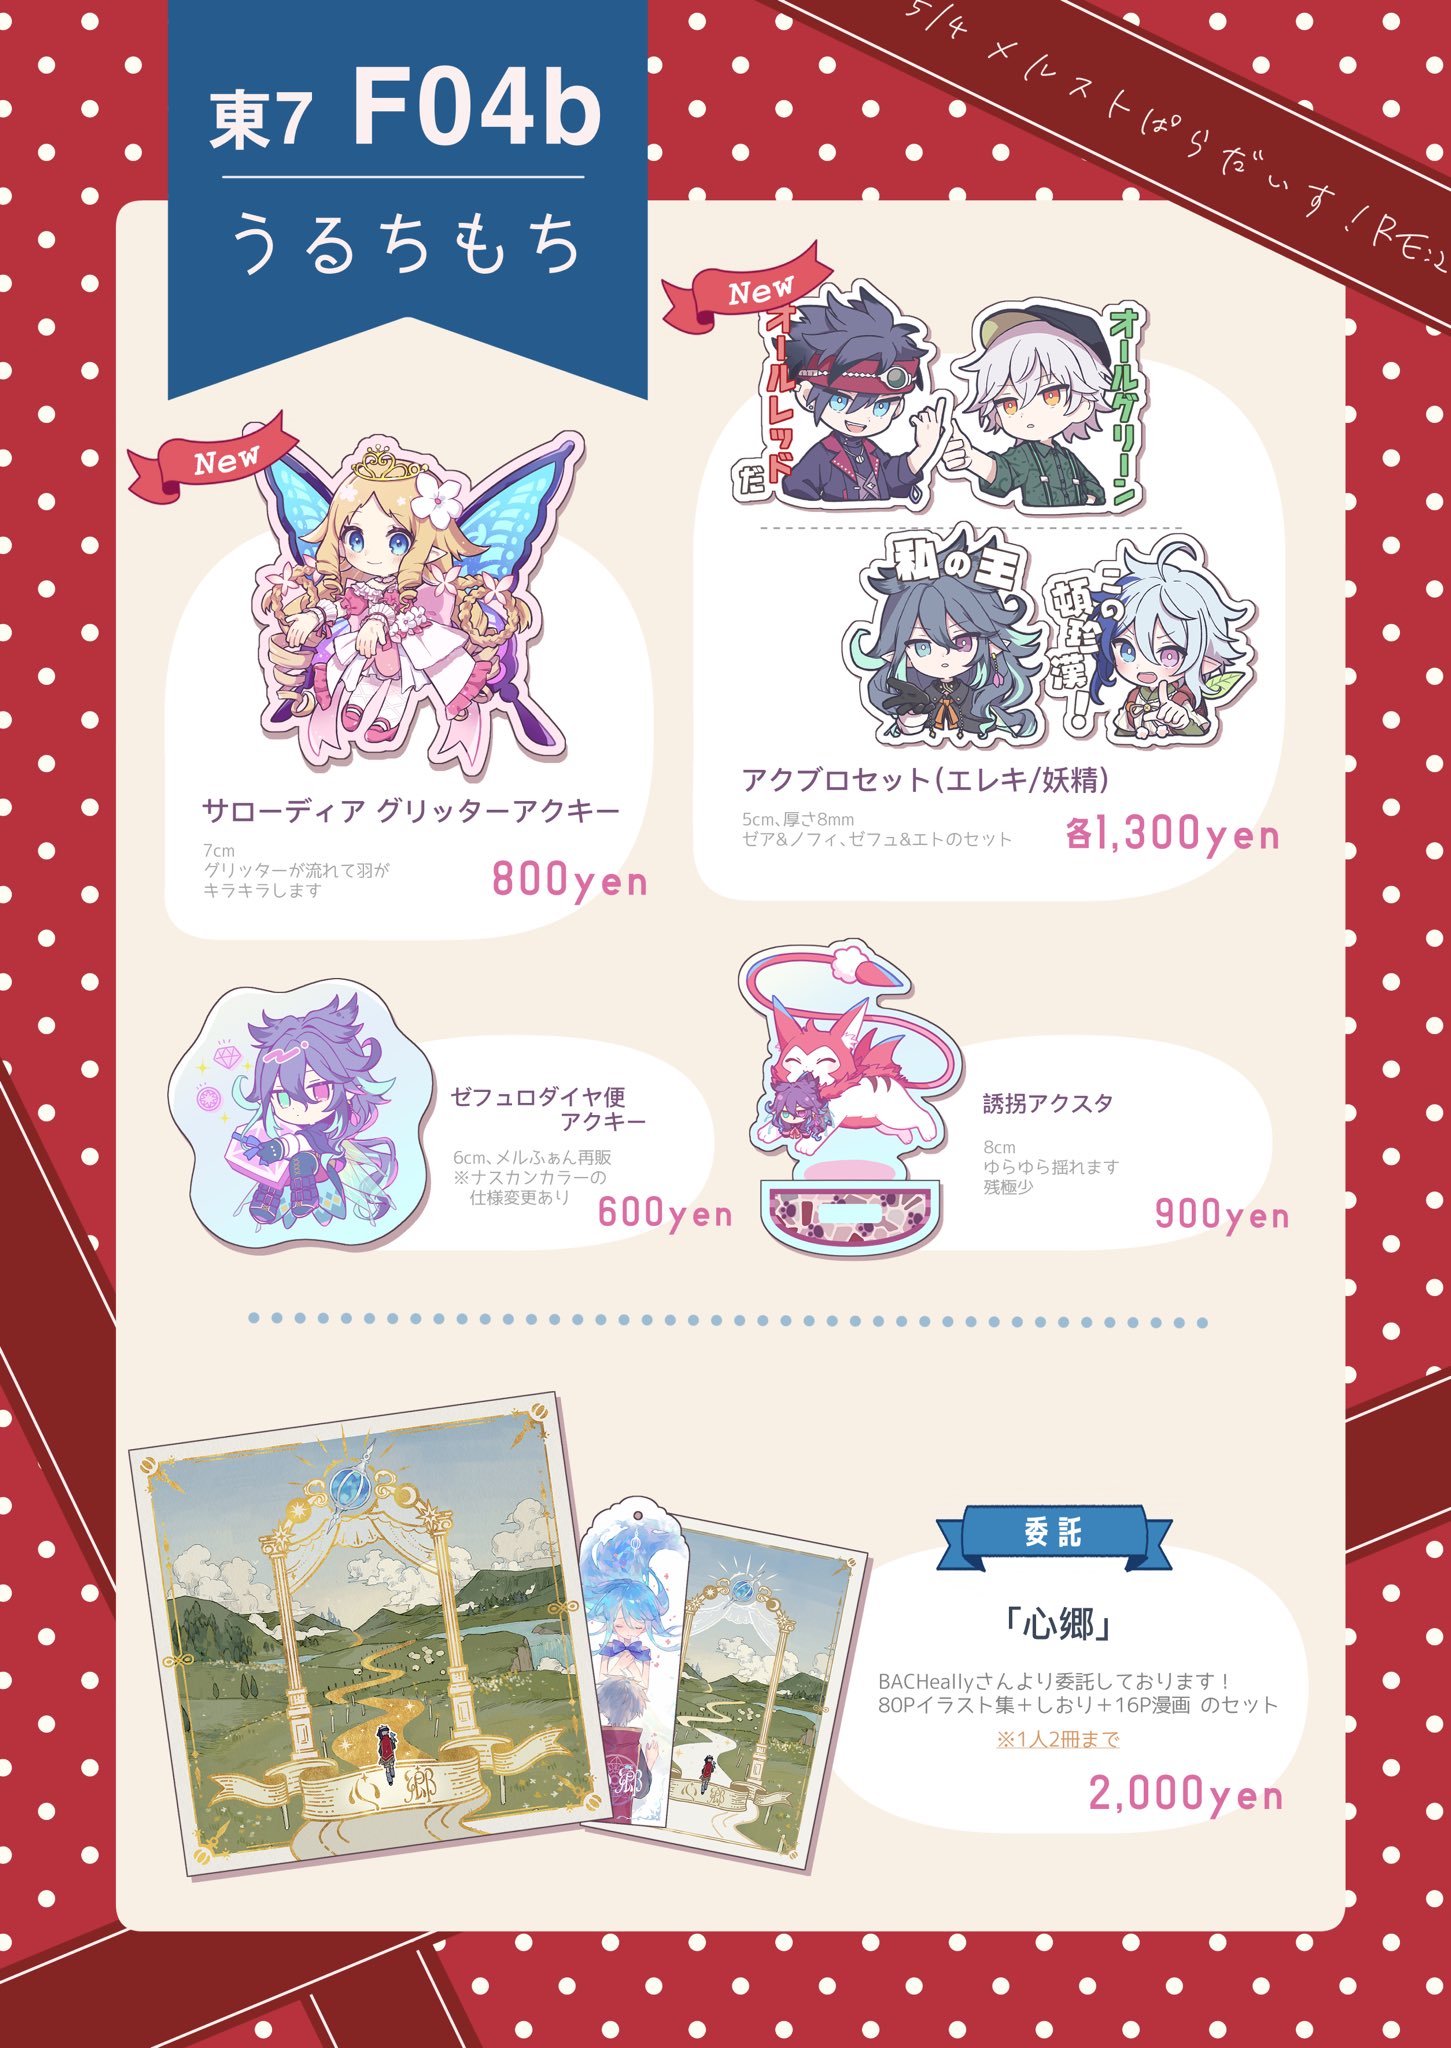 東7 F04b
うるちもち
5/4 メルストぱらだいす！RE:2
New
サローディア グリッターアクキー
7cm
グリッターが流れて羽が
キラキラします
800yen
New
オールレッド
だ
オールグリーン
私の王
この
頓珍漢！
アクブロセット(エレキ/妖精)
5cm、厚さ8mm
ゼア&ノフィ、ゼフュ&エトのセット
各1,300yen
ゼフュロダイヤ便
アクキー
6cm、メルふぁん再販
※ナスカンカラーの
仕様変更あり
600yen
誘拐アクスタ
8cm
ゆらゆら揺れます
残極少
900yen
委託
「心郷」
BACHeallyさんより委託しております！
80Pイラスト集＋しおり＋16P漫画 のセット
※1人2冊まで
2,000yen